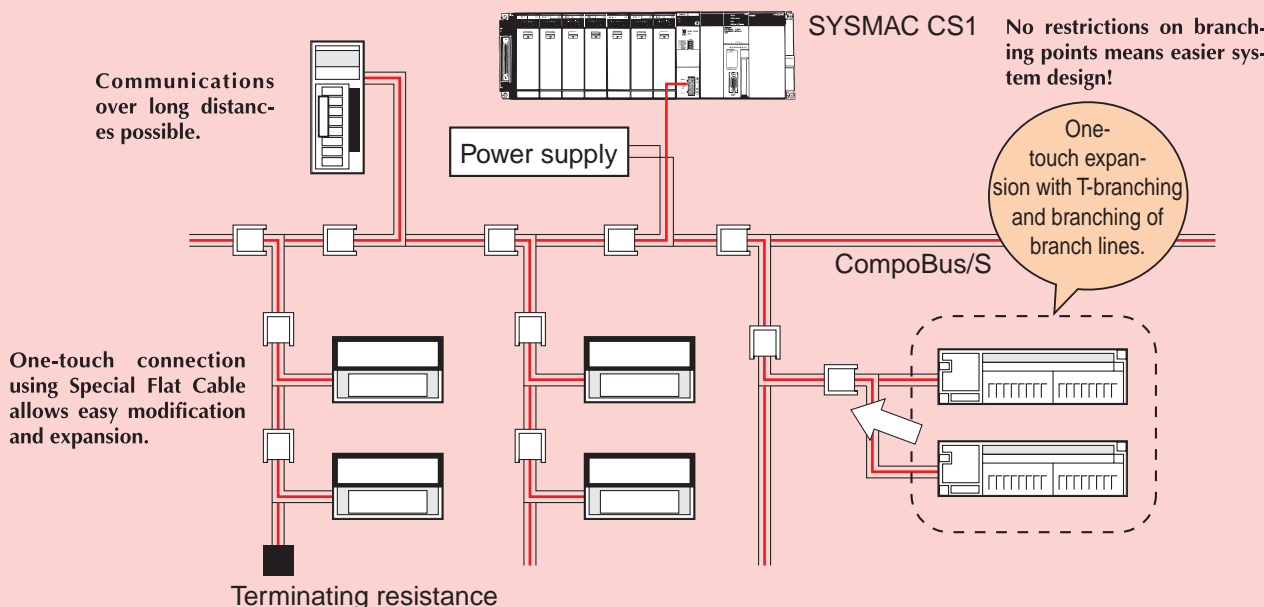 SYSMAC CS1
No restrictions on branch-
ing points means easier sys-
tem design!
Communications
over long distanc-
es possible.
Power supply
One-
touch expan-
sion with T-branching
and branching of
branch lines.
CompoBus/S
One-touch connection
using Special Flat Cable
allows easy modification
and expansion.
Terminating resistance